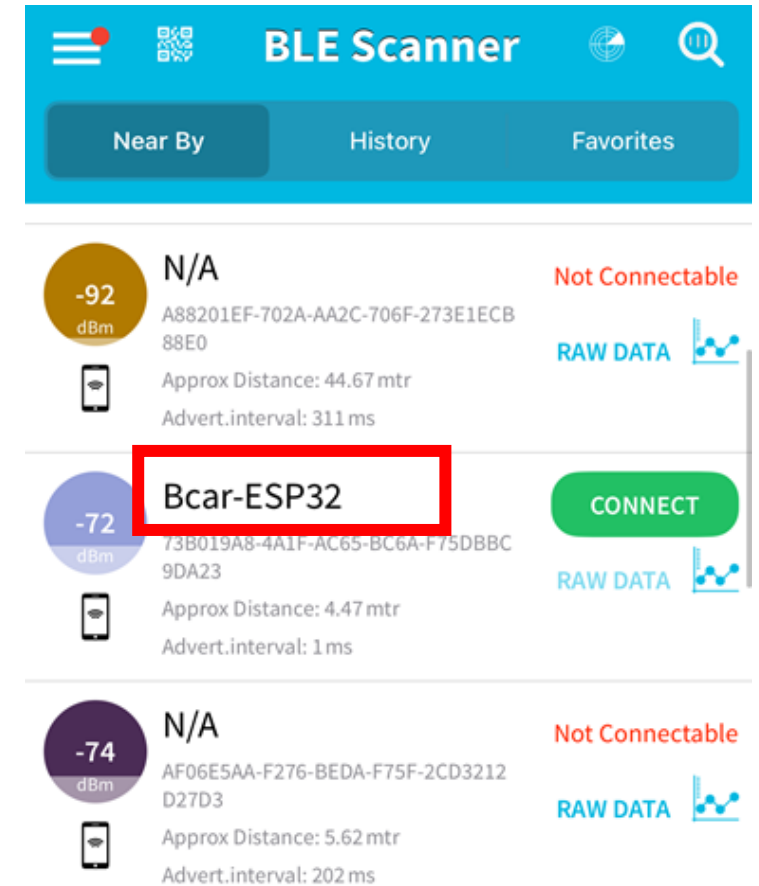 BLE Scanner
Near By History Favorites
N/A
Not Connectable
-92
dBm
A88201EF-702A-AA2C-706F-273E1ECB
88E0
RAW DATA
Approx Distance: 44.67 mtr
Advert.interval: 311 ms
Bcar-ESP32
CONNECT
-72
dBm
73B019A8-4A1F-AC65-BC6A-F75DBBC
9DA23
RAW DATA
Approx Distance: 4.47 mtr
Advert.interval: 1 ms
N/A
Not Connectable
-74
dBm
AF06E5AA-F276-BEDA-F75F-2CD3212
D27D3
RAW DATA
Approx Distance: 5.62 mtr
Advert.interval: 202 ms